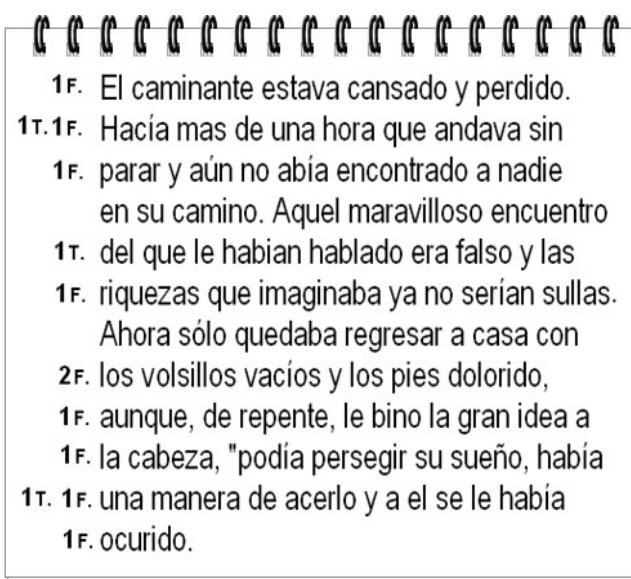 1F. El caminante estava cansado y perdido.
1T.1F. Hacía mas de una hora que andava sin
1F. parar y aún no abía encontrado a nadie
en su camino. Aquel maravilloso encuentro
1T. del que le habian hablado era falso y las
1F. riquezas que imaginaba ya no serían sullas.
Ahora sólo quedaba regresar a casa con
2F. los volsillos vacíos y los pies dolorido,
1F. aunque, de repente, le bino la gran idea a
1F. la cabeza, "podía persegir su sueño, había
1T. 1F. una manera de acerlo y a el se le había
1F. ocurido.